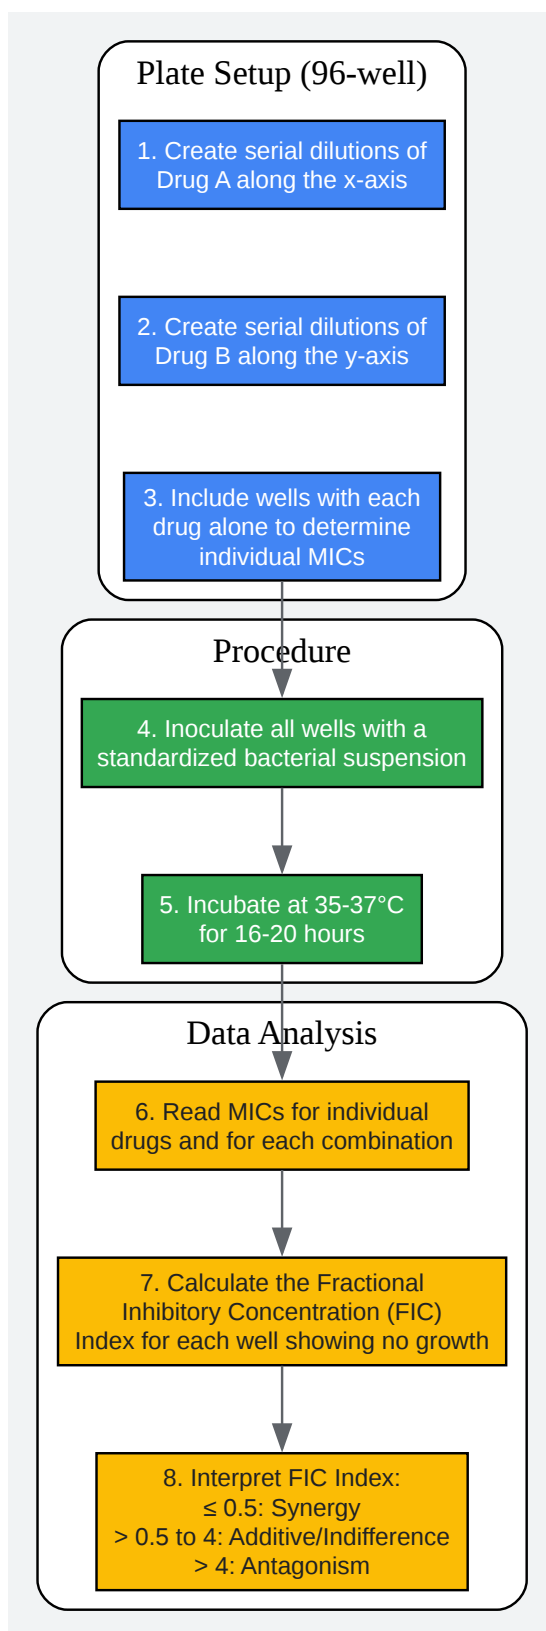 Plate Setup (96-well)
1. Create serial dilutions of
Drug A along the x-axis
2. Create serial dilutions of
Drug B along the y-axis
3. Include wells with each
drug alone to determine
individual MICs
Procedure
4. Inoculate all wells with a
standardized bacterial suspension
5. Incubate at 35-37°C
for 16-20 hours
Data Analysis
6. Read MICs for individual
drugs and for each combination
7. Calculate the Fractional
Inhibitory Concentration (FIC)
Index for each well showing no growth
8. Interpret FIC Index:
≤ 0.5: Synergy
> 0.5 to 4: Additive/Indifference
> 4: Antagonism